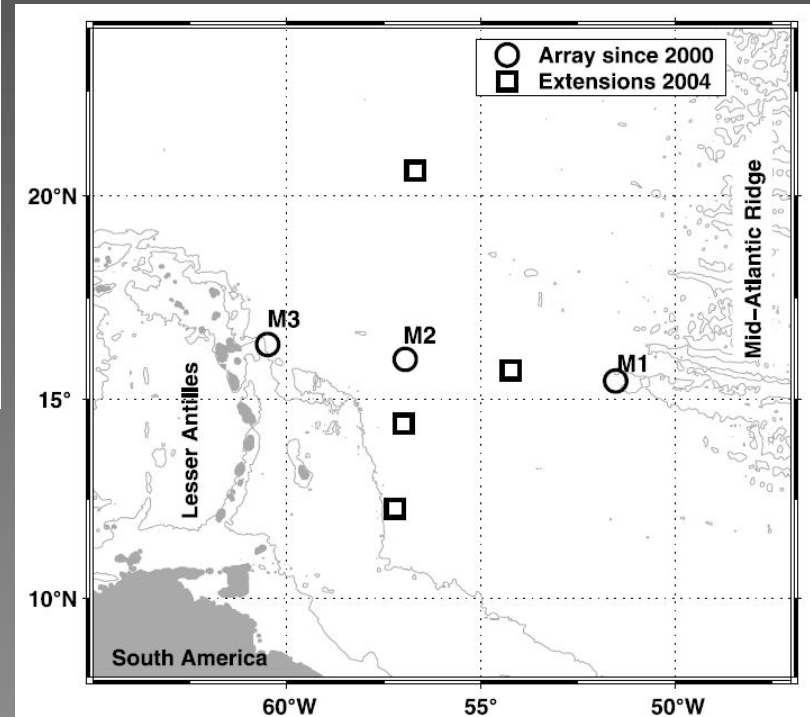 Array since 2000
Extensions 2004
20°N
Mid-Atlantic Ridge
M3
M2
M1
15°
Lesser Antilles
10°N
South America
60°W
55°
50°W